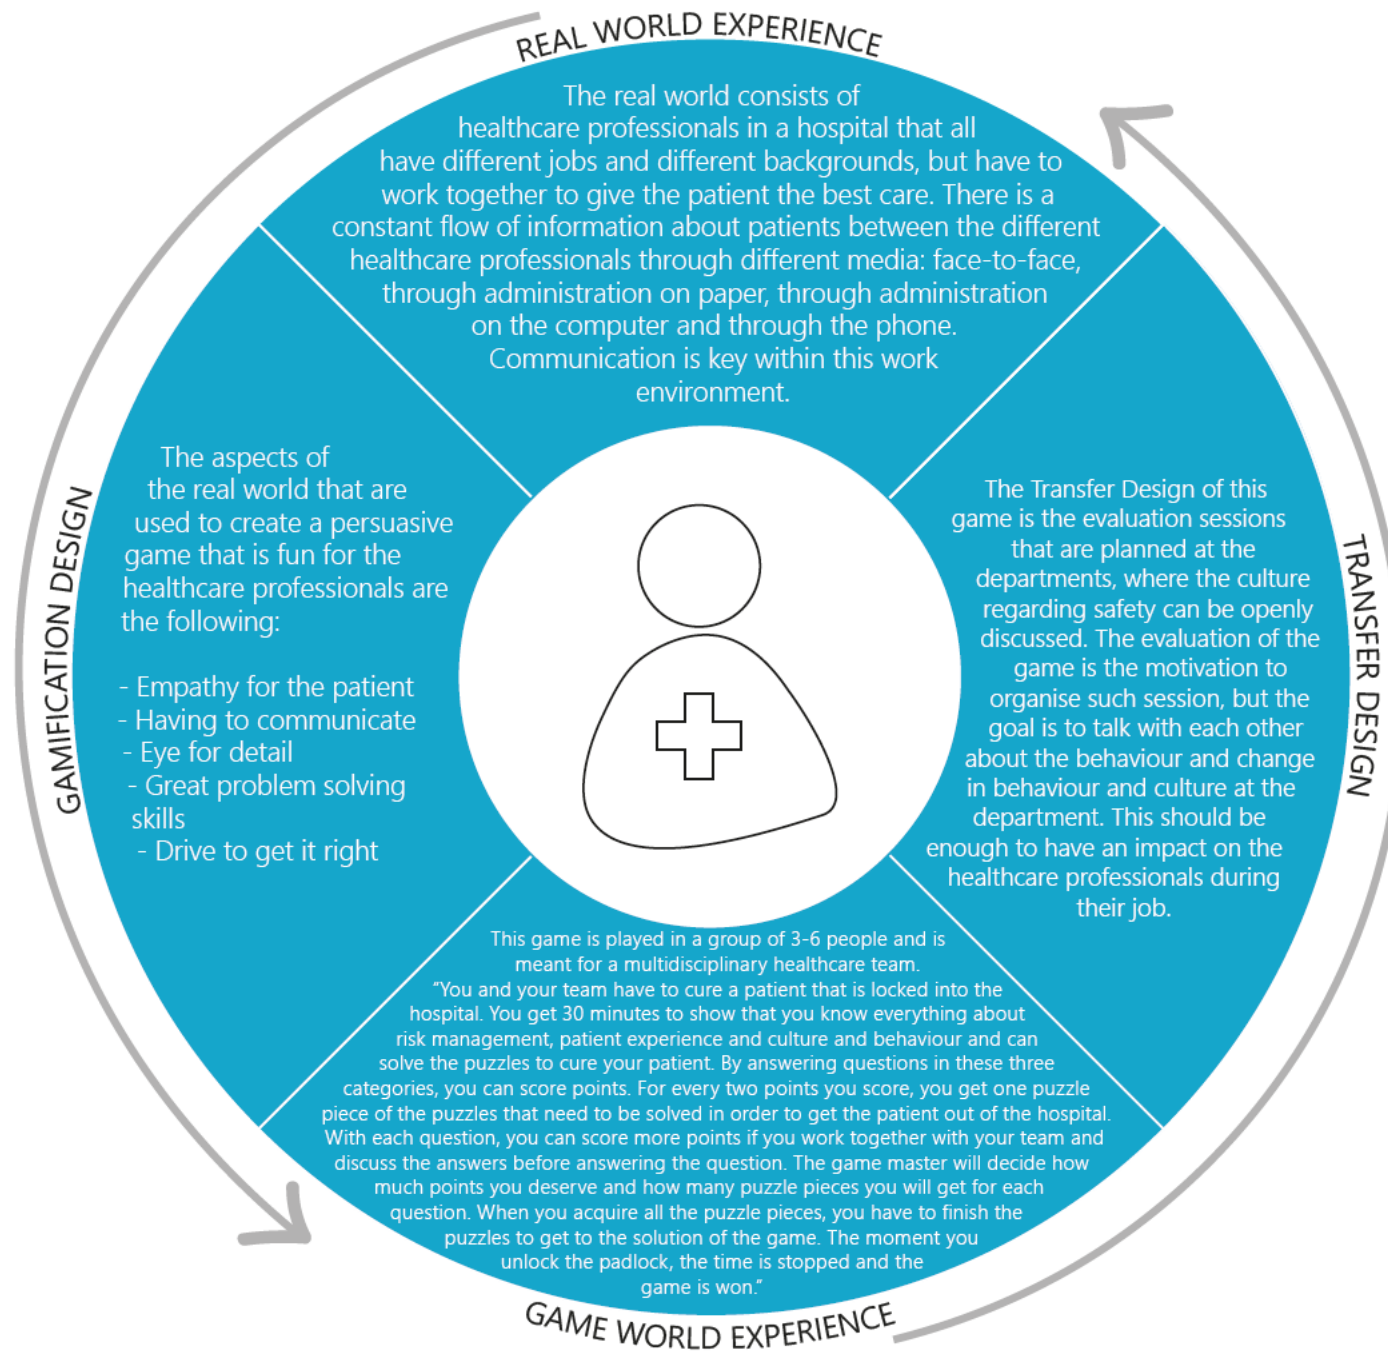 REAL WORLD EXPERIENCE
The real world consists of
healthcare professionals in a hospital that all
have different jobs and different backgrounds, but have to
work together to give the patient the best care. There is a
constant flow of information about patients between the different
healthcare professionals through different media: face-to-face,
through administration on paper, through administration
on the computer and through the phone.
Communication is key within this work
environment.
GAMIFICATION DESIGN
The aspects of
the real world that are
used to create a persuasive
game that is fun for the
healthcare professionals are
the following:
- Empathy for the patient
- Having to communicate
- Eye for detail
- Great problem solving
skills
- Drive to get it right
TRANSFER DESIGN
The Transfer Design of this
game is the evaluation sessions
that are planned at the
departments, where the culture
regarding safety can be openly
discussed. The evaluation of the
game is the motivation to
organise such session, but the
goal is to talk with each other
about the behaviour and change
in behaviour and culture at the
department. This should be
enough to have an impact on the
healthcare professionals during
their job.
This game is played in a group of 3-6 people and is
meant for a multidisciplinary healthcare team.
“You and your team have to cure a patient that is locked into the
hospital. You get 30 minutes to show that you know everything about
risk management, patient experience and culture and behaviour and can
solve the puzzles to cure your patient. By answering questions in these three
categories, you can score points. For every two points you score, you get one puzzle
piece of the puzzles that need to be solved in order to get the patient out of the hospital.
With each question, you can score more points if you work together with your team and
discuss the answers before answering the question. The game master will decide how
much points you deserve and how many puzzle pieces you will get for each
question. When you acquire all the puzzle pieces, you have to finish the
puzzles to get to the solution of the game. The moment you
unlock the padlock, the time is stopped and the
game is won.”
GAME WORLD EXPERIENCE